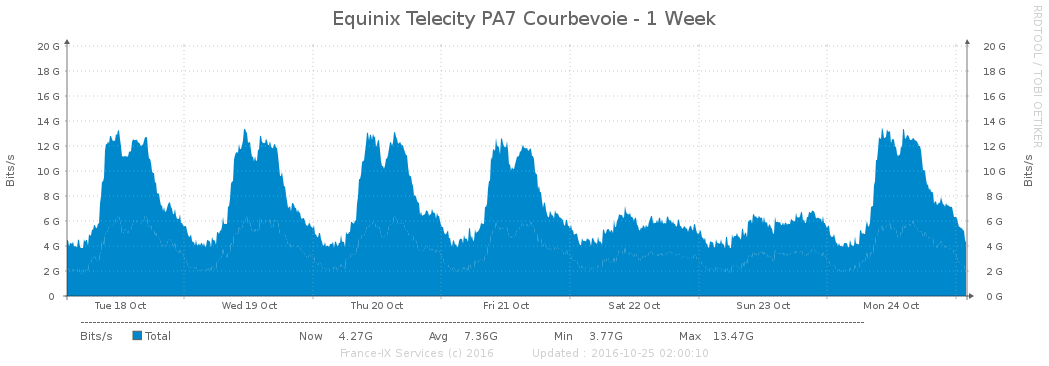 Equinix Telecity PA7 Courbevoie - 1 Week
RRDTOOL / TOBI OETIKER
Bits/s
20 G
18 G
16 G
14 G
12 G
10 G
8 G
6 G
4 G
2 G
0
20 G
18 G
16 G
14 G
12 G
10 G
8 G
6 G
4 G
2 G
0 G
Bits/s
Tue 18 Oct Wed 19 Oct Thu 20 Oct Fri 21 Oct Sat 22 Oct Sun 23 Oct Mon 24 Oct
Bits/s Total Now 4.27G Avg 7.36G Min 3.77G Max 13.47G
France-IX Services (c) 2016 Updated : 2016-10-25 02:00:10